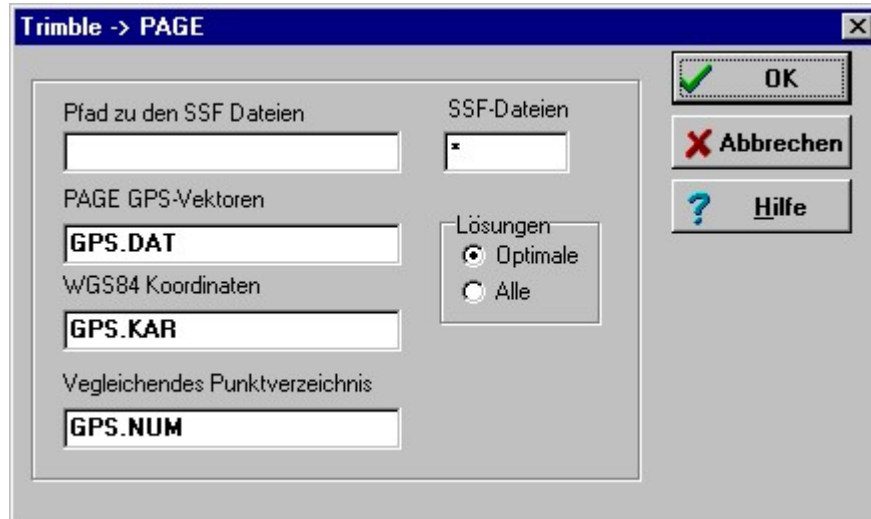 Trimble -> PAGE
OK
Abbrechen
Hilfe
Pfad zu den SSF Dateien
SSF-Dateien
*
PAGE GPS-Vektoren
GPS.DAT
WGS84 Koordinaten
GPS.KAR
Lösungen
Optimale
Alle
Vegleichendes Punktverzeichnis
GPS.NUM